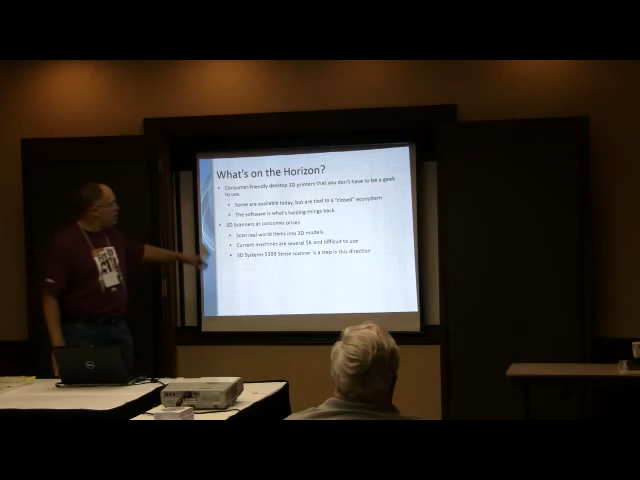 What's on the Horizon?
Consumer-friendly desktop 3D printers that you don't have to be a geek
to use
Some are available today, but are tied to a "closed" ecosystem
The software is what's holding things back.
3D Scanners at consumer prices
Scan real world items into 3D models
Current machines are several $K and difficult to use
3D Systems $399 Sense scanner is a step in this direction
DELL